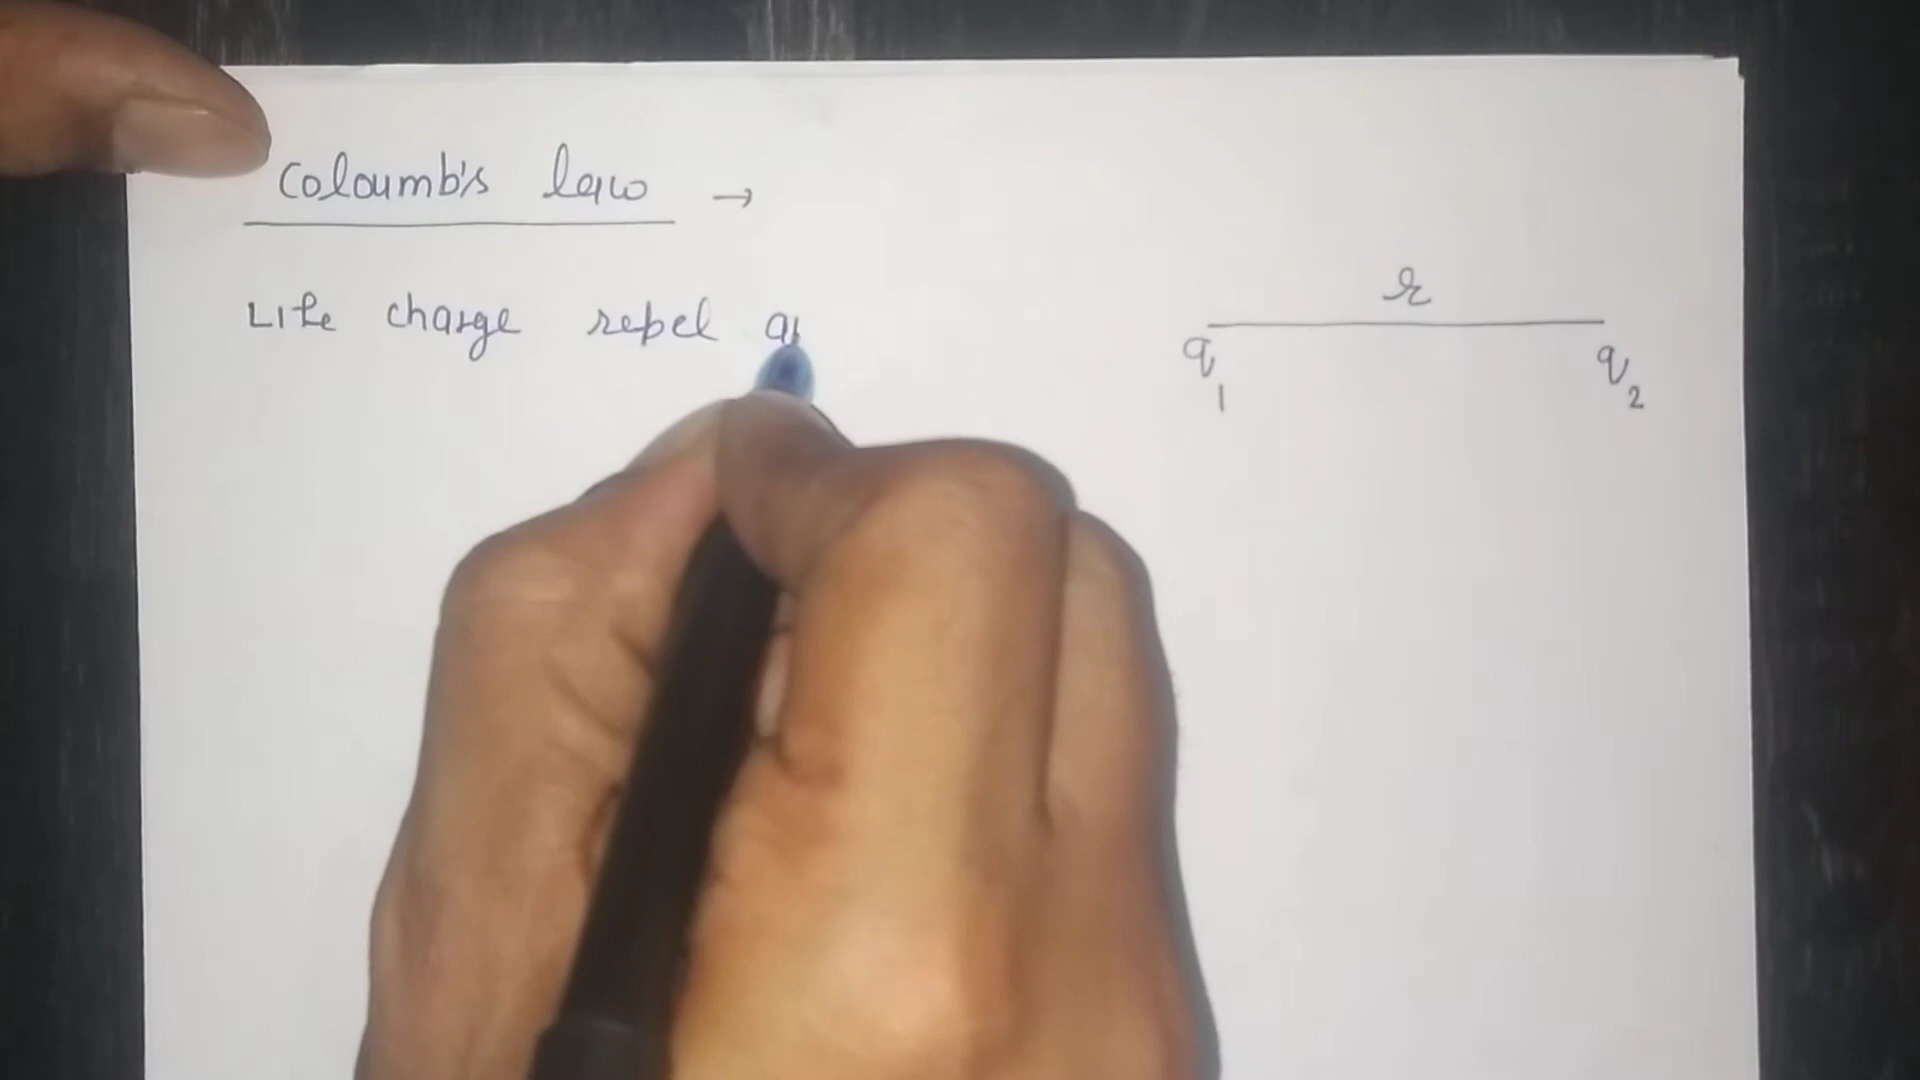 Coloumb's law →
Like charge repel
r
q1 q2